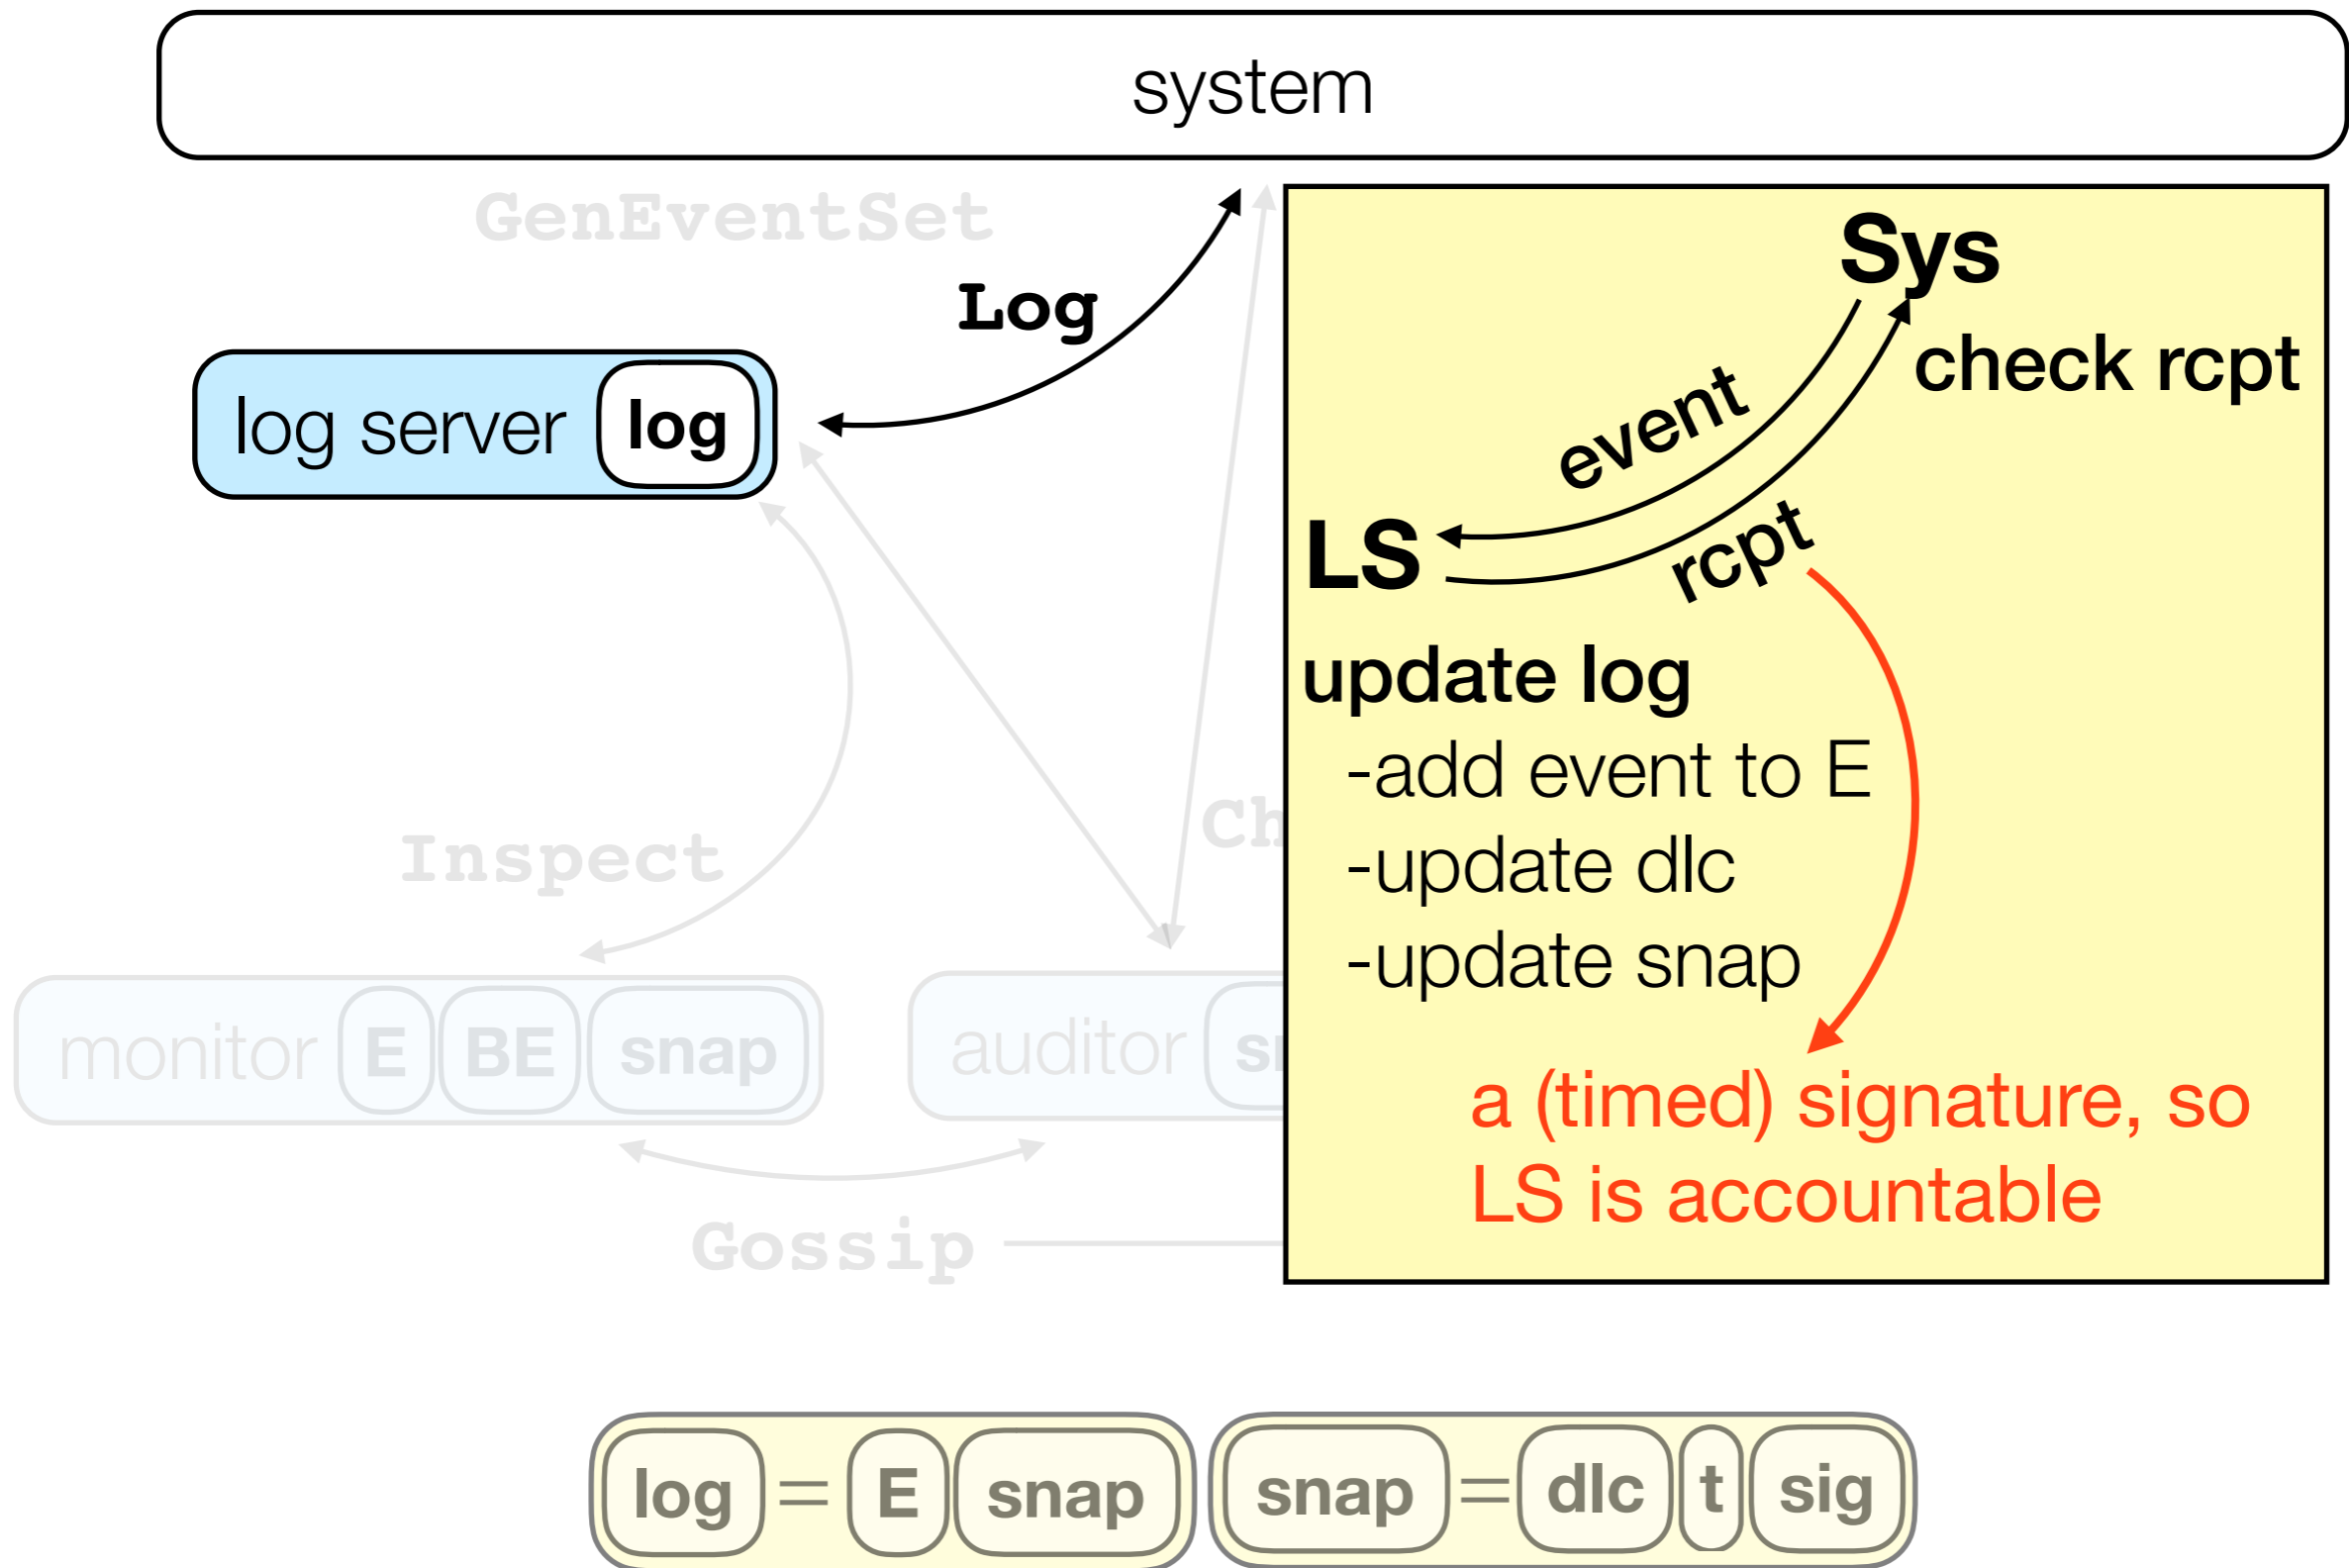 system
GenEventSet
Log
log server log
Sys
check rcpt
event
rcpt
LS
update log
-add event to E
-update dlc
-update snap
a (timed) signature, so
LS is accountable
Inspect
Ch
monitor E BE snap
auditor
Gossip
log = E snap
snap = dlc t sig